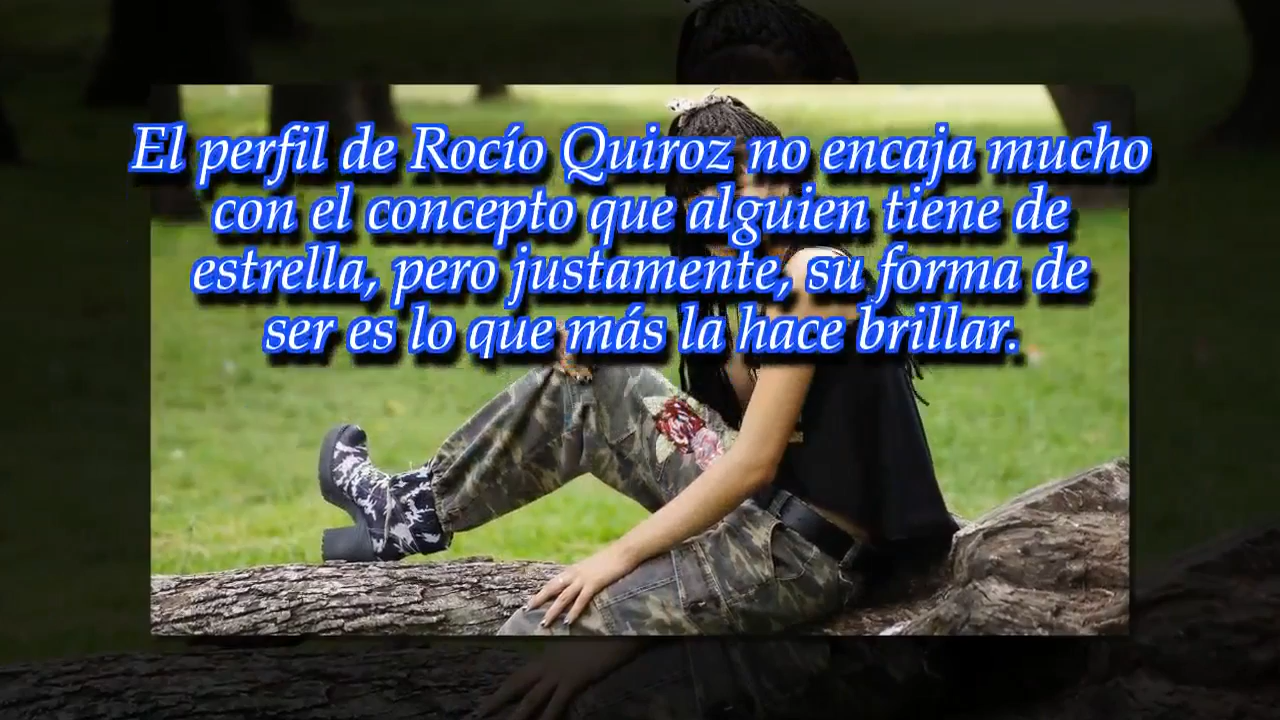 El perfil de Rocío Quiroz no encaja mucho
con el concepto que alguien tiene de
estrella, pero justamente, su forma de
ser es lo que más la hace brillar.